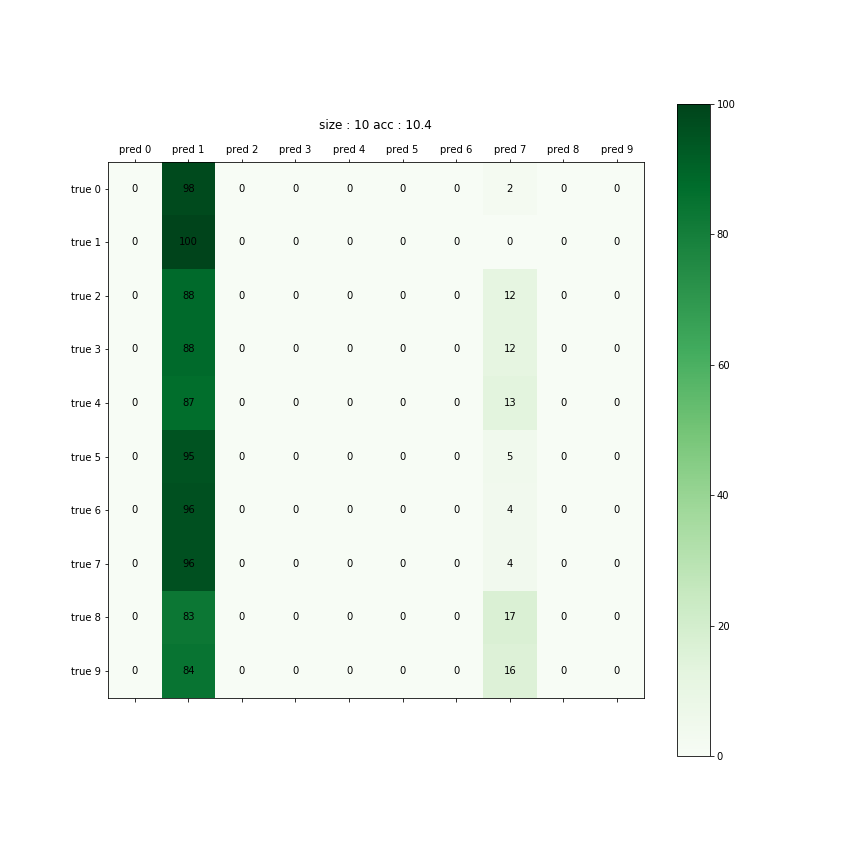 size : 10 acc : 10.4
pred 0 pred 1 pred 2 pred 3 pred 4 pred 5 pred 6 pred 7 pred 8 pred 9
true 0 0 98 0 0 0 0 0 2 0 0
true 1 0 100 0 0 0 0 0 0 0 0
true 2 0 88 0 0 0 0 0 12 0 0
true 3 0 88 0 0 0 0 0 12 0 0
true 4 0 87 0 0 0 0 0 13 0 0
true 5 0 95 0 0 0 0 0 5 0 0
true 6 0 96 0 0 0 0 0 4 0 0
true 7 0 96 0 0 0 0 0 4 0 0
true 8 0 83 0 0 0 0 0 17 0 0
true 9 0 84 0 0 0 0 0 16 0 0
100
80
60
40
20
0